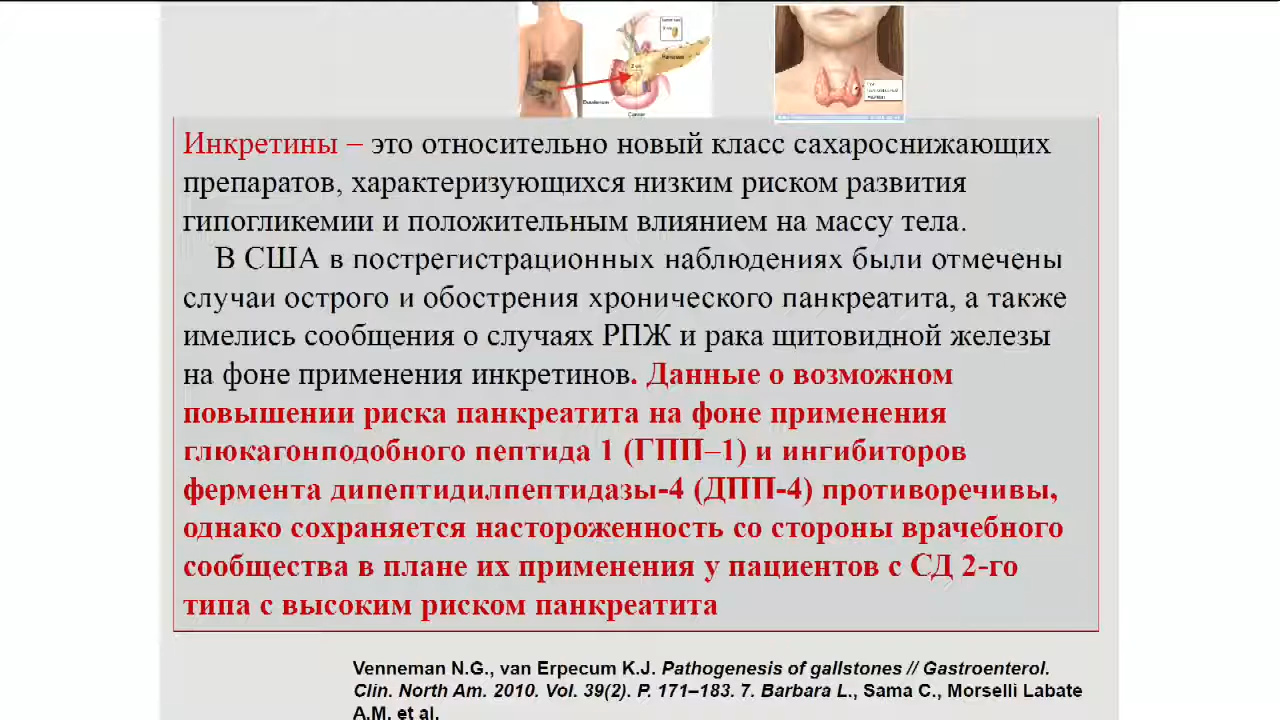 Pancreas
Duodenum
Cancer
Инкретины – это относительно новый класс сахароснижающих
препаратов, характеризующихся низким риском развития
гипогликемии и положительным влиянием на массу тела.
В США в пострегистрационных наблюдениях были отмечены
случаи острого и обострения хронического панкреатита, а также
имелись сообщения о случаях РПЖ и рака щитовидной железы
на фоне применения инкретинов. Данные о возможном
повышении риска панкреатита на фоне применения
глюкагонподобного пептида 1 (ГПП–1) и ингибиторов
фермента дипептидилпептидазы-4 (ДПП-4) противоречивы,
однако сохраняется настороженность со стороны врачебного
сообщества в плане их применения у пациентов с СД 2-го
типа с высоким риском панкреатита
Venneman N.G., van Erpecum K.J. Pathogenesis of gallstones // Gastroenterol.
Clin. North Am. 2010. Vol. 39(2). P. 171–183. 7. Barbara L., Sama C., Morselli Labate
A.M. et al.